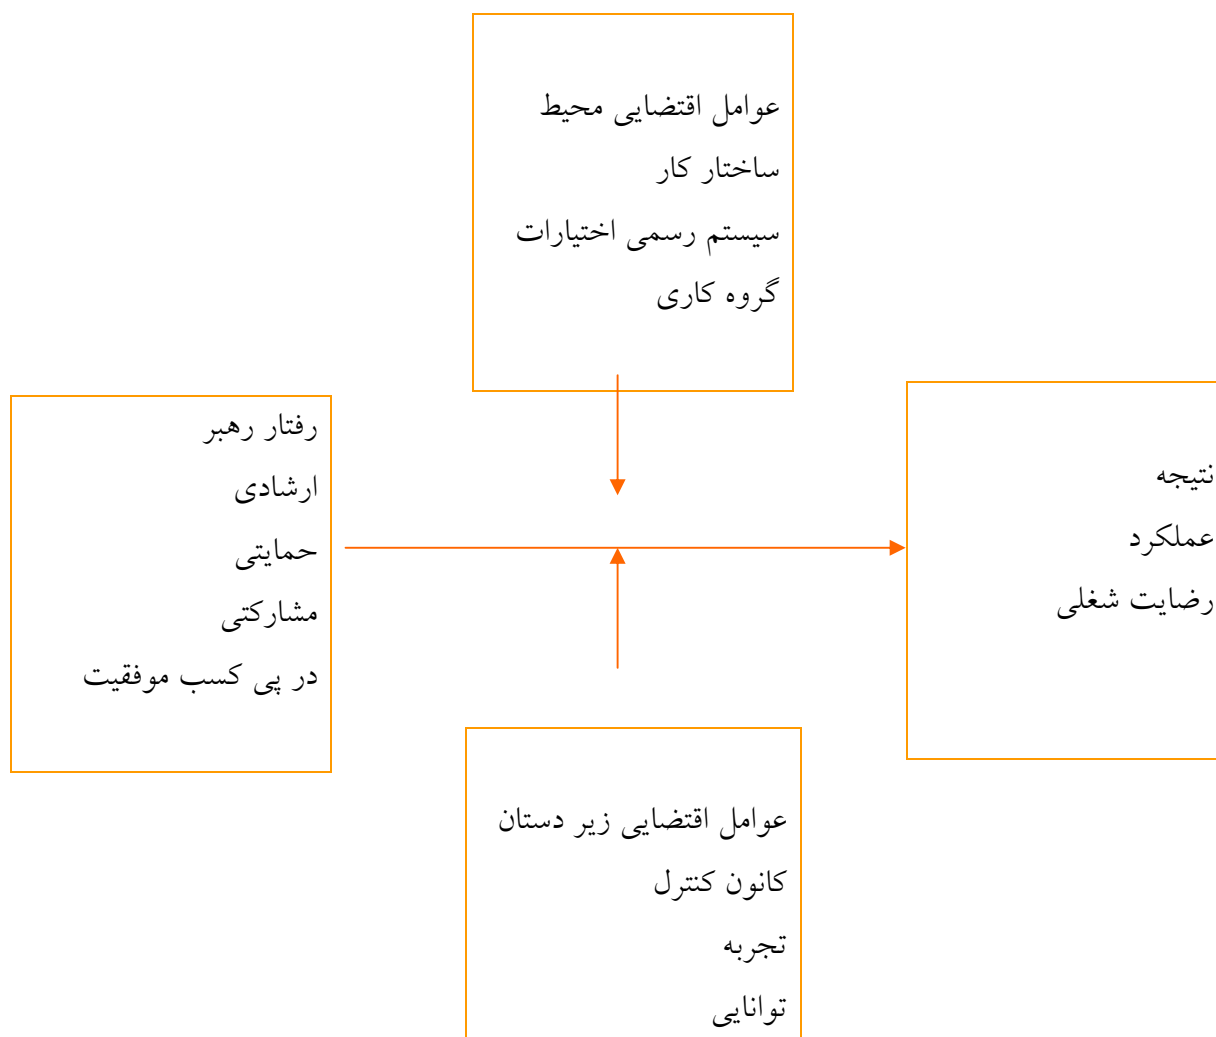 عوامل اقتضایی محیط
ساختار کار
سیستم رسمی اختیارات
گروه کاری
رفتار رهبر
ارشادی
حمایتی
مشارکتی
در پی کسب موفقیت
نتیجه
عملکرد
رضایت شغلی
عوامل اقتضایی زیر دستان
کانون کنترل
تجربه
توانایی